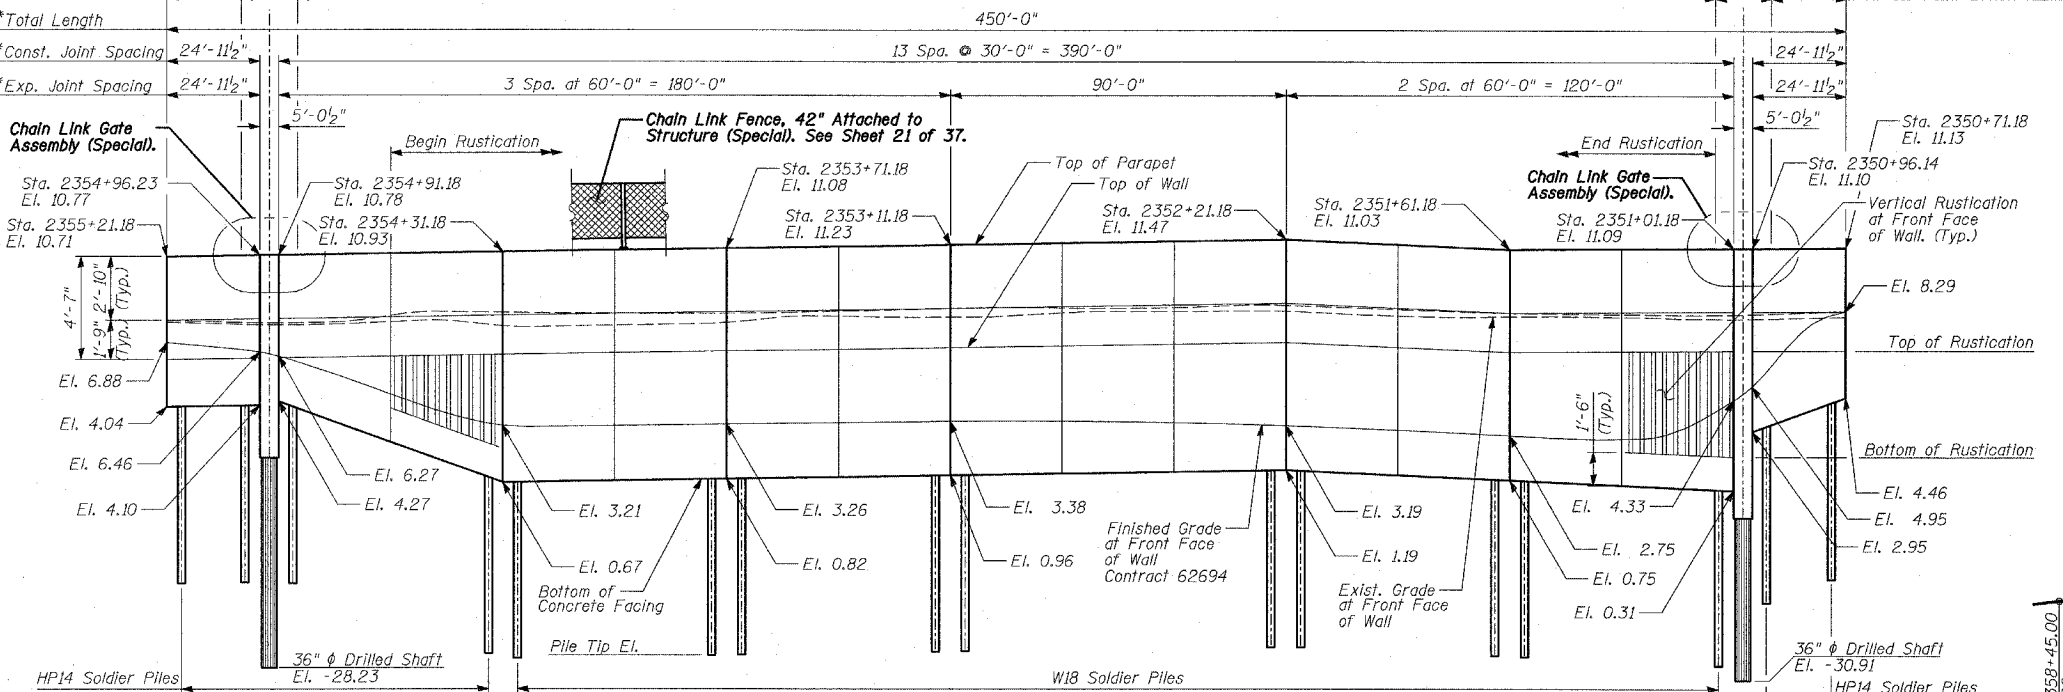 *Total Length
450'-0"
*Const. Joint Spacing
24'-11½"
13 Spa. @ 30'-0" = 390'-0"
24'-11½"
*Exp. Joint Spacing
24'-11½"
3 Spa. at 60'-0" = 180'-0"
90'-0"
2 Spa. at 60'-0" = 120'-0"
24'-11½"
5'-0½"
5'-0½"
Chain Link Gate
Assembly (Special).
Begin Rustication
Chain Link Fence, 42" Attached to
Structure (Special). See Sheet 21 of 37.
End Rustication
Sta. 2350+71.18
El. 11.13
Sta. 2354+96.23
El. 10.77
Sta. 2354+91.18
El. 10.78
Sta. 2353+71.18
El. 11.08
Top of Parapet
Top of Wall
Chain Link Gate
Assembly (Special).
Sta. 2350+96.14
El. 11.10
Sta. 2355+21.18
El. 10.71
Sta. 2354+31.18
El. 10.93
Sta. 2353+11.18
El. 11.23
Sta. 2352+21.18
El. 11.47
Sta. 2351+61.18
El. 11.03
Sta. 2351+01.18
El. 11.09
Vertical Rustication
at Front Face
of Wall. (Typ.)
4'-7"
2'-10"
(Typ.)
1'-9"
(Typ.)
El. 8.29
Top of Rustication
El. 6.88
El. 4.04
1'-6"
(Typ.)
El. 6.46
El. 6.27
Bottom of Rustication
El. 4.10
El. 4.27
El. 3.21
El. 3.26
El. 3.38
El. 3.19
El. 4.33
El. 4.46
El. 4.95
El. 2.95
Finished Grade
at Front Face
of Wall
Contract 62694
El. 0.67
El. 0.82
El. 0.96
El. 1.19
El. 2.75
El. 0.75
El. 0.31
Bottom of
Concrete Facing
Exist. Grade
at Front Face
of Wall
Pile Tip El.
36" ϕ Drilled Shaft
El. -28.23
36" ϕ Drilled Shaft
El. -30.91
HP14 Soldier Piles
W18 Soldier Piles
HP14 Soldier Piles
358+45.00